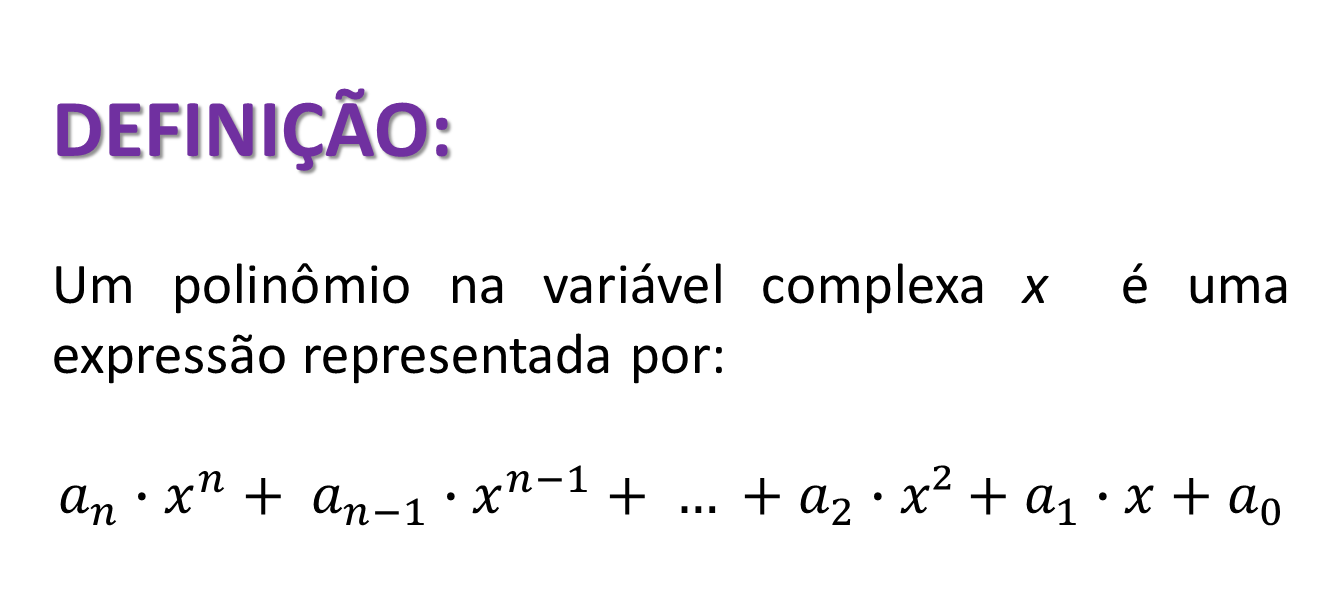 DEFINIÇÃO:
Um polinômio na variável complexa x é uma
expressão representada por:
aₙ · xⁿ + aₙ₋₁ · xⁿ⁻¹ + ... + a₂ · x² + a₁ · x + a₀